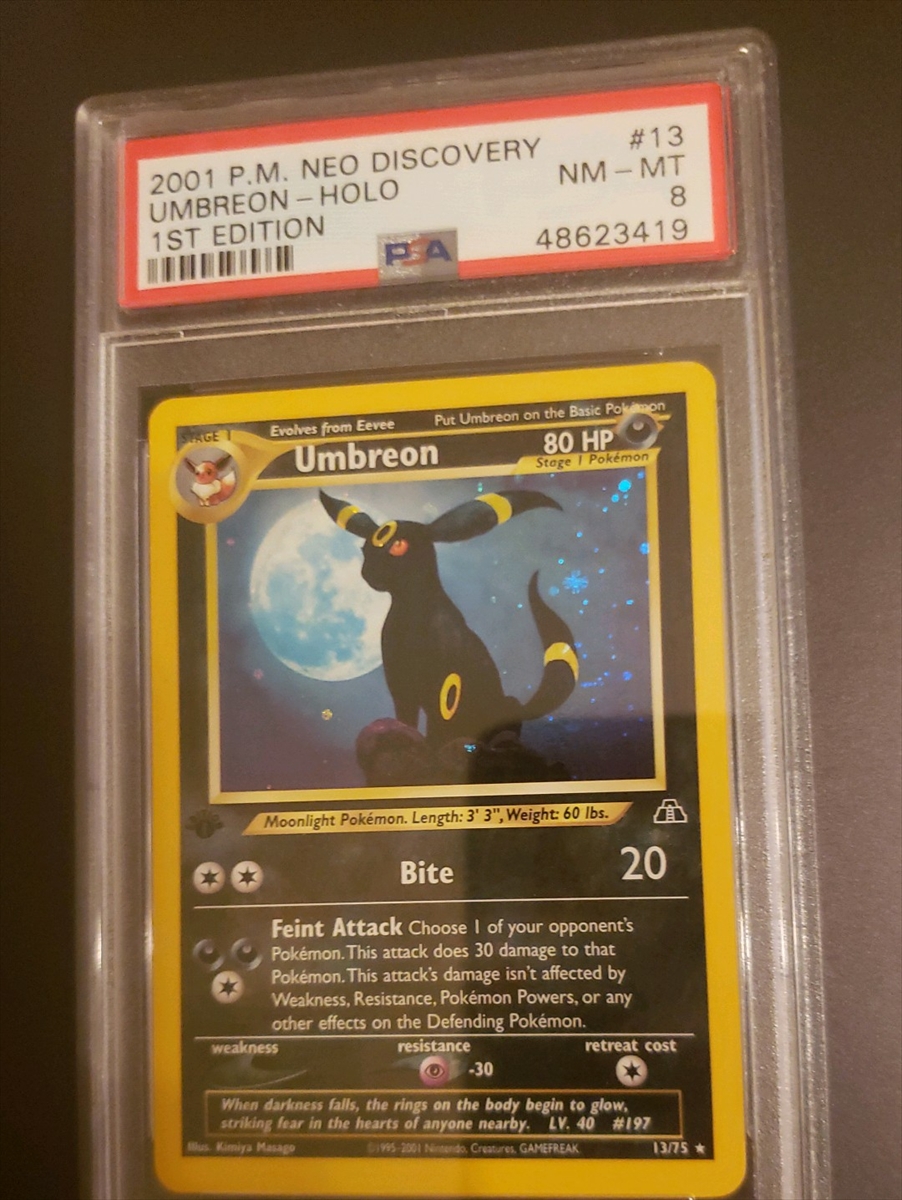 2001 P.M. NEO DISCOVERY #13
UMBREON - HOLO NM - MT
1ST EDITION 8
PSA 48623419
STAGE 1 Evolves from Eevee Put Umbreon on the Basic Pokémon
Umbreon 80 HP
Stage 1 Pokémon
Moonlight Pokémon. Length: 3' 3", Weight: 60 lbs.
Bite 20
Feint Attack Choose 1 of your opponent's
Pokémon. This attack does 30 damage to that
Pokémon. This attack's damage isn't affected by
Weakness, Resistance, Pokémon Powers, or any
other effects on the Defending Pokémon.
weakness resistance retreat cost
-30
When darkness falls, the rings on the body begin to glow,
striking fear in the hearts of anyone nearby. LV. 40 #197
Illus. Kimiya Masago ©1995-2001 Nintendo, Creatures, GAMEFREAK 13/75 ★